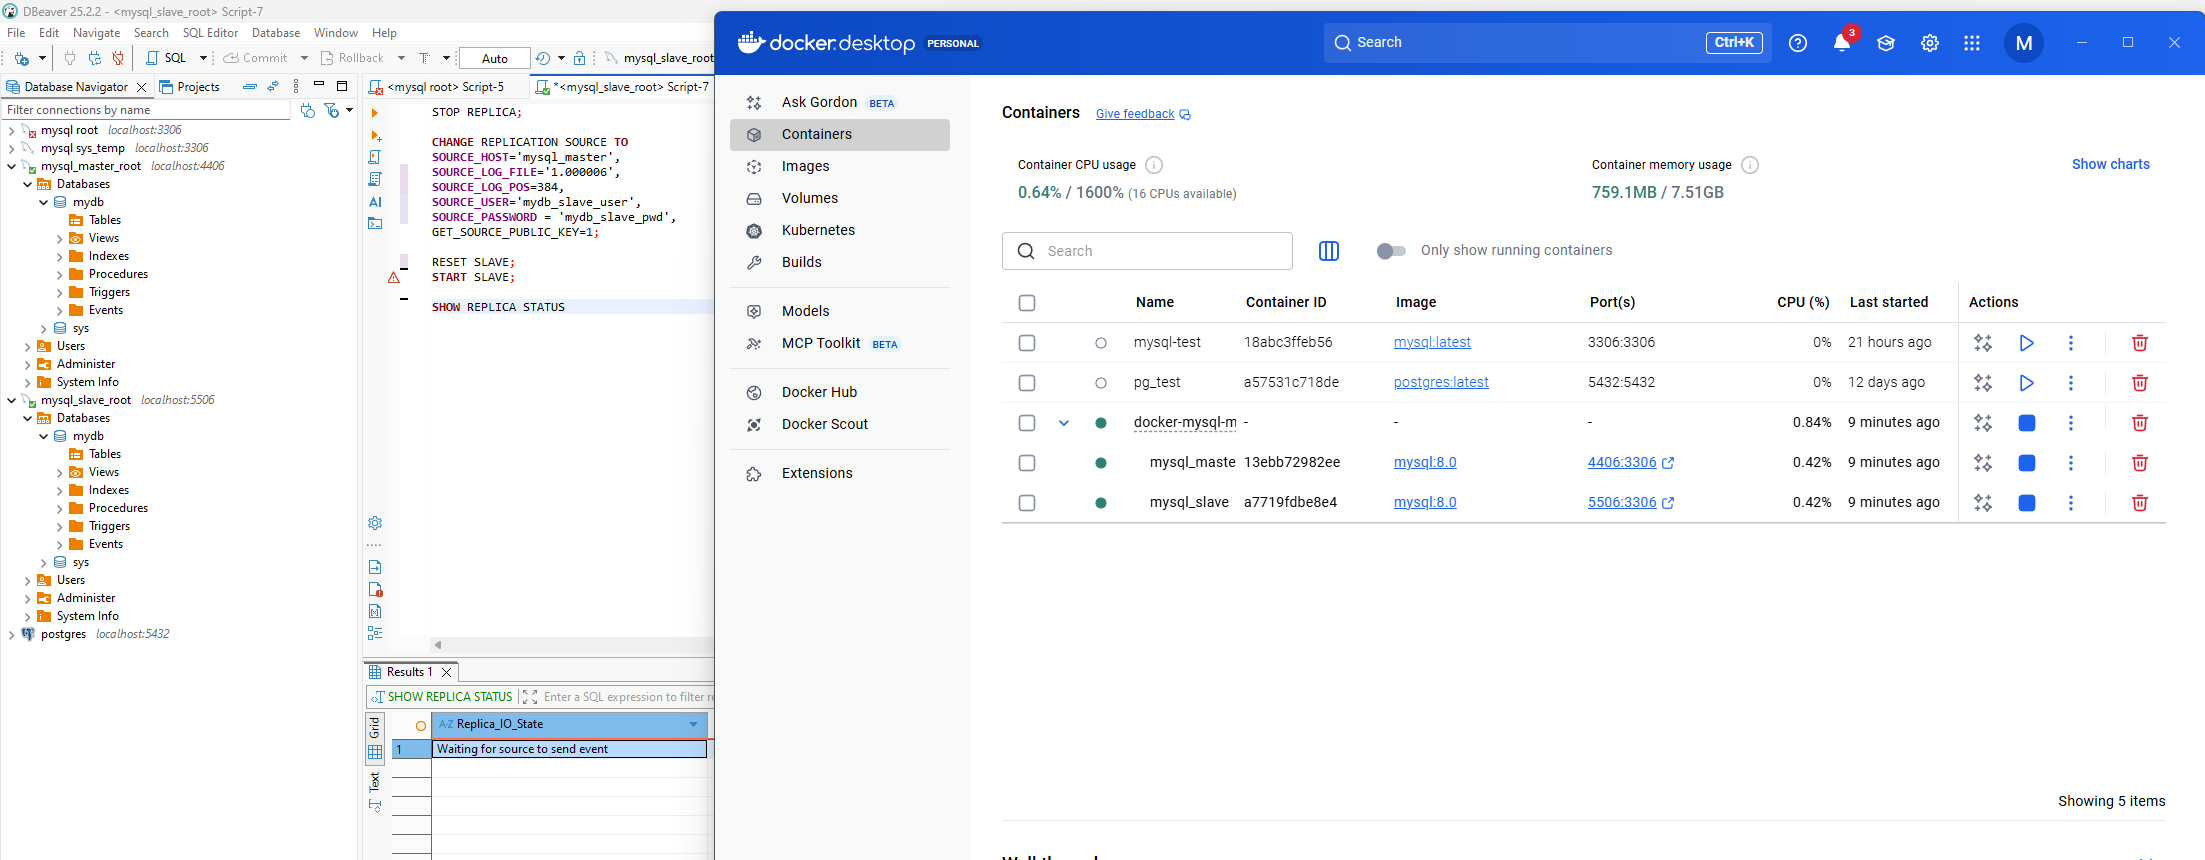 DBeaver 25.2.2 - <mysql_slave_root> Script-7
File Edit Navigate Search SQL Editor Database Window Help
SQL Commit Rollback Auto mysql_slave_root
Database Navigator Projects
Filter connections by name
mysql root localhost:3306
mysql sys_temp localhost:3306
mysql_master_root localhost:4406
Databases
mydb
Tables
Views
Indexes
Procedures
Triggers
Events
sys
Users
Administer
System Info
mysql_slave_root localhost:5506
Databases
mydb
Tables
Views
Indexes
Procedures
Triggers
Events
sys
Users
Administer
System Info
postgres localhost:5432
<mysql root> Script-5
*<mysql_slave_root> Script-7
AI
STOP REPLICA;
CHANGE REPLICATION SOURCE TO
SOURCE_HOST='mysql_master',
SOURCE_LOG_FILE='1.000006',
SOURCE_LOG_POS=384,
SOURCE_USER='mydb_slave_user',
SOURCE_PASSWORD = 'mydb_slave_pwd',
GET_SOURCE_PUBLIC_KEY=1;
RESET SLAVE;
START SLAVE;
SHOW REPLICA STATUS
Results 1
SHOW REPLICA STATUS Enter a SQL expression to filter re
Grid
Text
A-Z Replica_IO_State
1 Waiting for source to send event
docker.desktop PERSONAL
Search Ctrl+K
3
M
Ask Gordon BETA
Containers
Images
Volumes
Kubernetes
Builds
Models
MCP Toolkit BETA
Docker Hub
Docker Scout
Extensions
Containers Give feedback
Container CPU usage
0.64% / 1600% (16 CPUs available)
Container memory usage
759.1MB / 7.51GB
Show charts
Search
Only show running containers
Name Container ID Image Port(s) CPU (%) Last started Actions
mysql-test 18abc3ffeb56 mysql:latest 3306:3306 0% 21 hours ago
pg_test a57531c718de postgres:latest 5432:5432 0% 12 days ago
docker-mysql-m - - - 0.84% 9 minutes ago
mysql_maste 13ebb72982ee mysql:8.0 4406:3306 0.42% 9 minutes ago
mysql_slave a7719fdbe8e4 mysql:8.0 5506:3306 0.42% 9 minutes ago
Showing 5 items